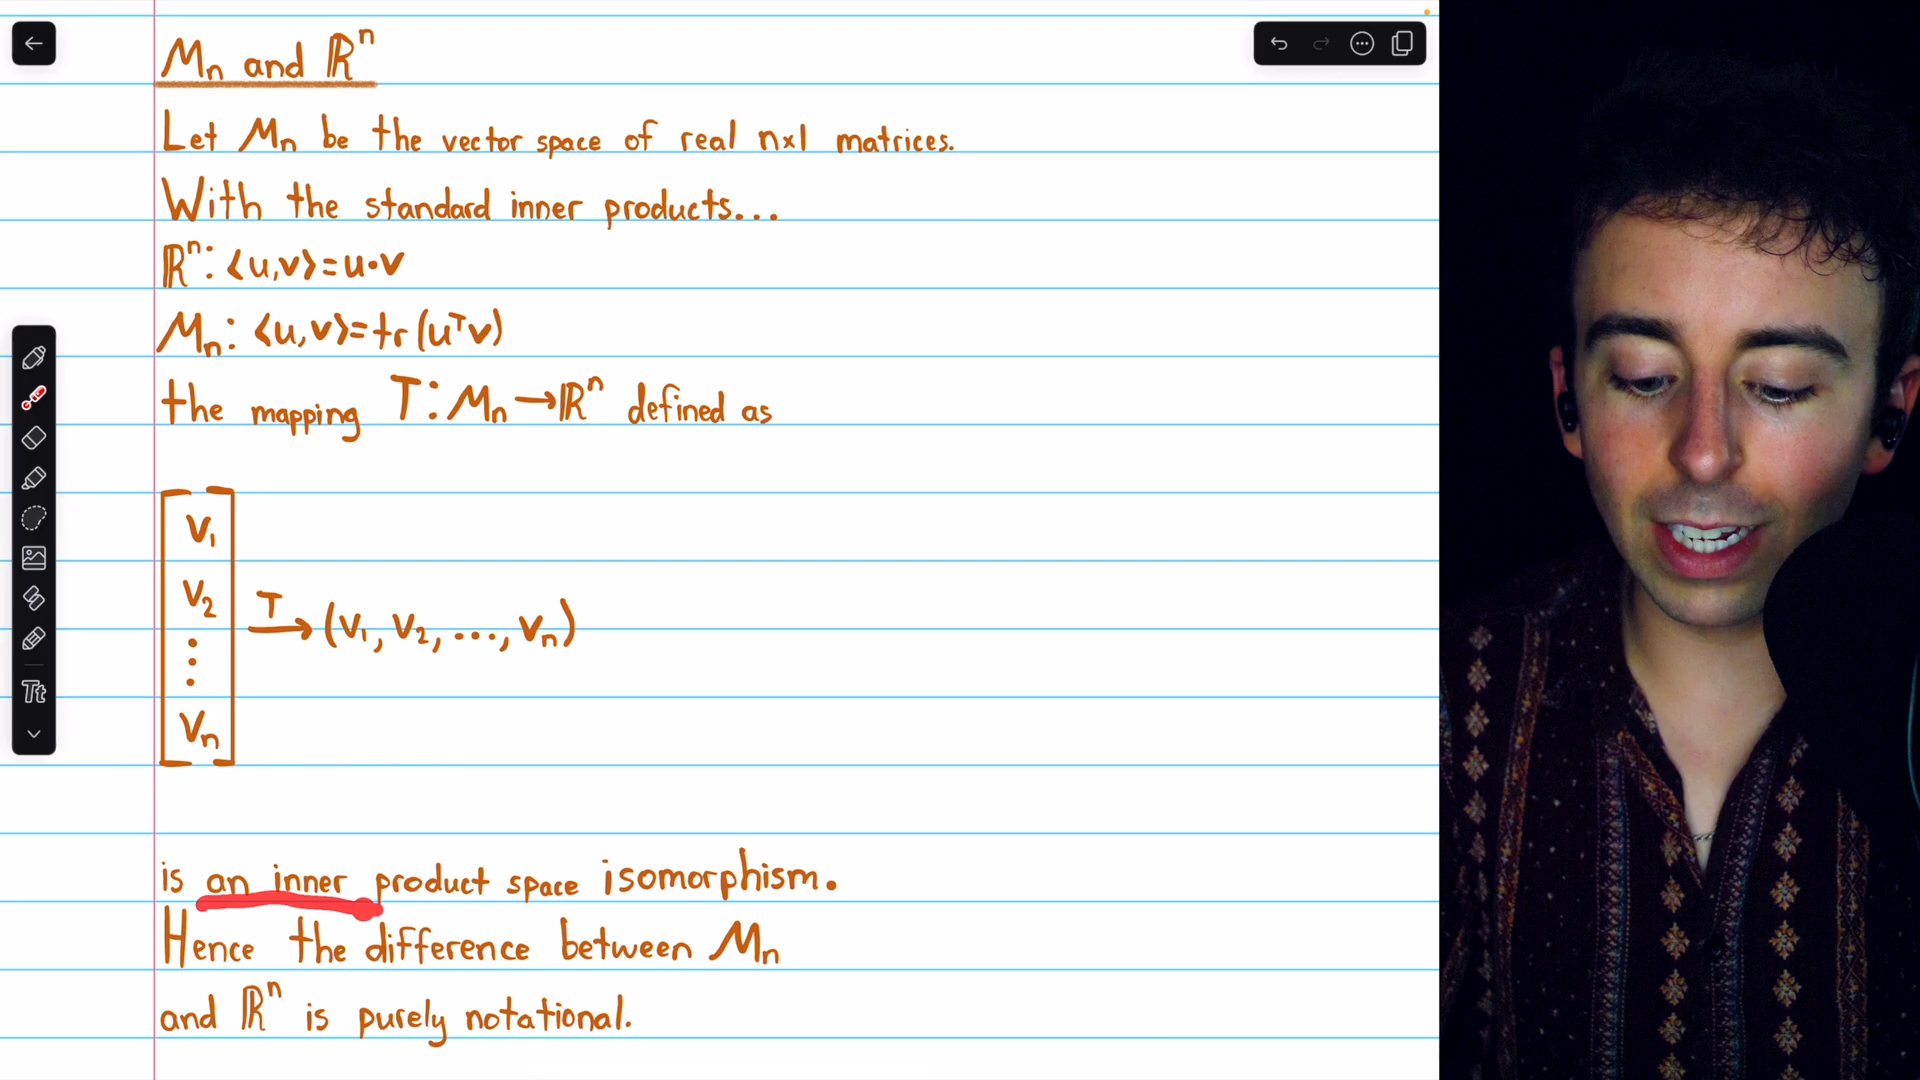 Mn and ℝⁿ
Let Mn be the vector space of real n×1 matrices.
With the standard inner products...
ℝⁿ: ⟨u,v⟩=u•v
Mn: ⟨u,v⟩=tr(uᵀv)
the mapping T: Mn→ℝⁿ defined as
V₁
V₂
⋮
Vn
T→ (V₁, V₂, ..., Vn)
is an inner product space isomorphism.
Hence the difference between Mn
and ℝⁿ is purely notational.
Tt